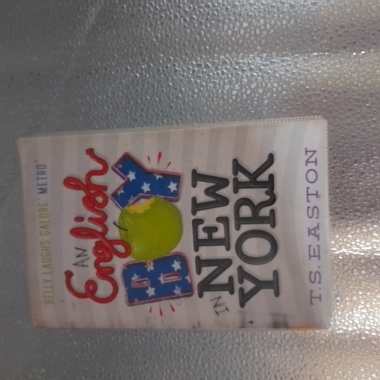 BELLY LAUGHS GALORE METRO
AN
English
BOY
IN
NEW
YORK
T.S. EASTON